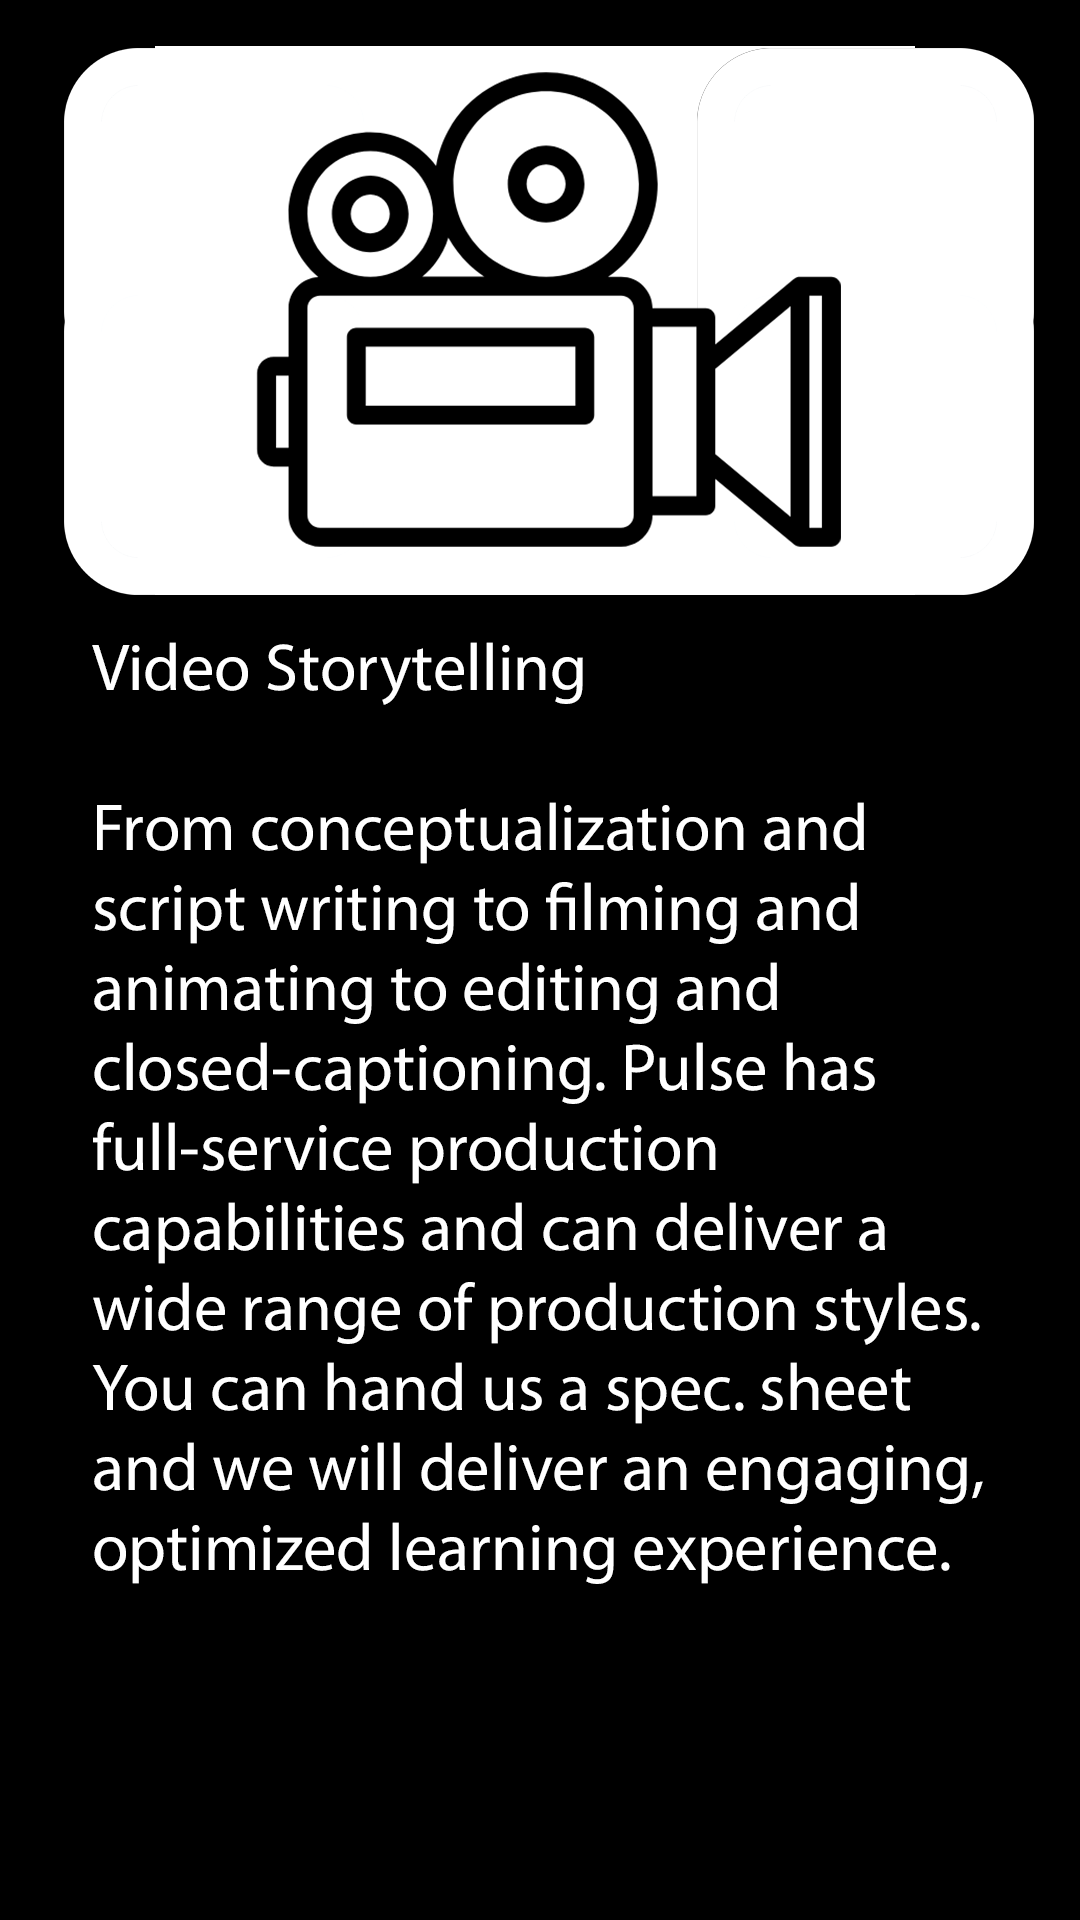 Video Storytelling
From conceptualization and
script writing to filming and
animating to editing and
closed-captioning. Pulse has
full-service production
capabilities and can deliver a
wide range of production styles.
You can hand us a spec. sheet
and we will deliver an engaging,
optimized learning experience.